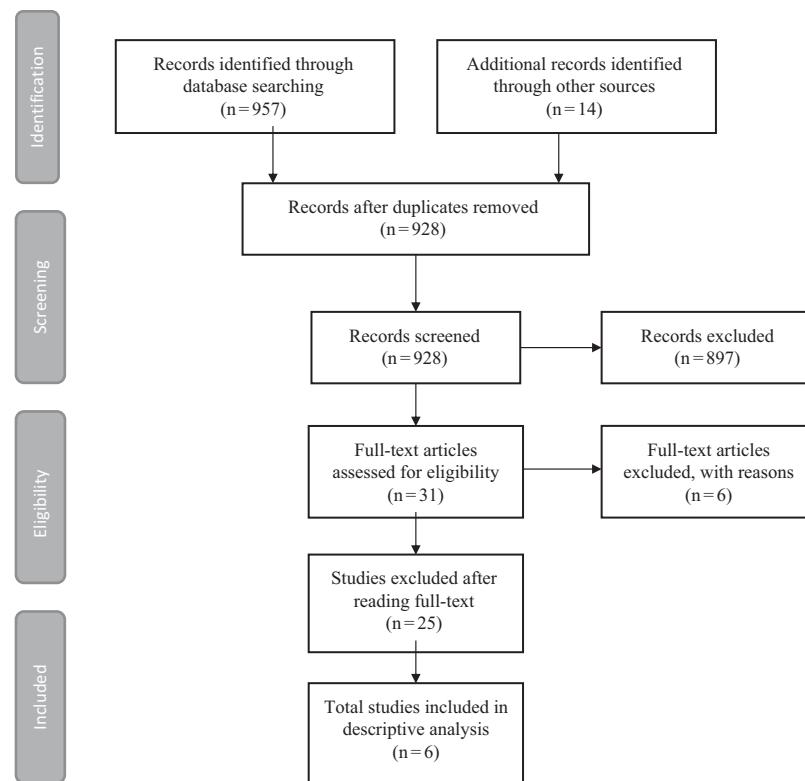 Identification
Records identified through
database searching
(n=957)
Additional records identified
through other sources
(n=14)
Records after duplicates removed
(n=928)
Screening
Records screened
(n=928)
Records excluded
(n=897)
Eligibility
Full-text articles
assessed for eligibility
(n=31)
Full-text articles
excluded, with reasons
(n=6)
Studies excluded after
reading full-text
(n=25)
Included
Total studies included in
descriptive analysis
(n=6)